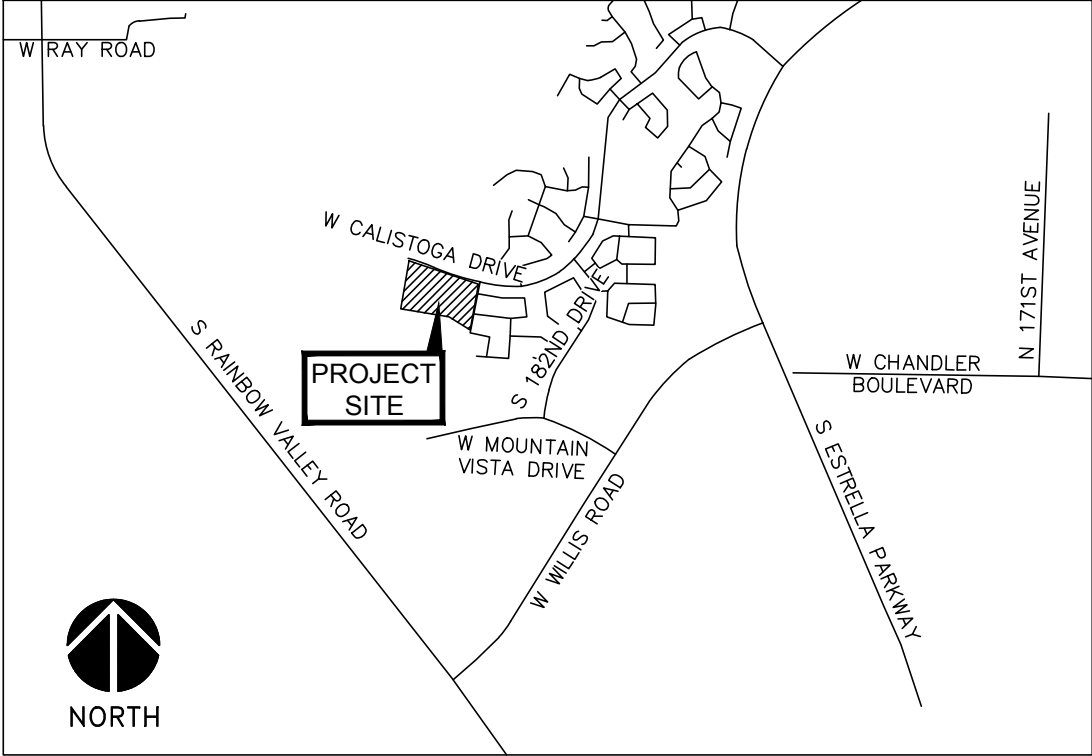 W RAY ROAD
W CALISTOGA DRIVE
N 171ST AVENUE
S 182ND DRIVE
S RAINBOW VALLEY ROAD
PROJECT
SITE
W CHANDLER
BOULEVARD
W MOUNTAIN
VISTA DRIVE
S ESTRELLA PARKWAY
W WILLIS ROAD
NORTH